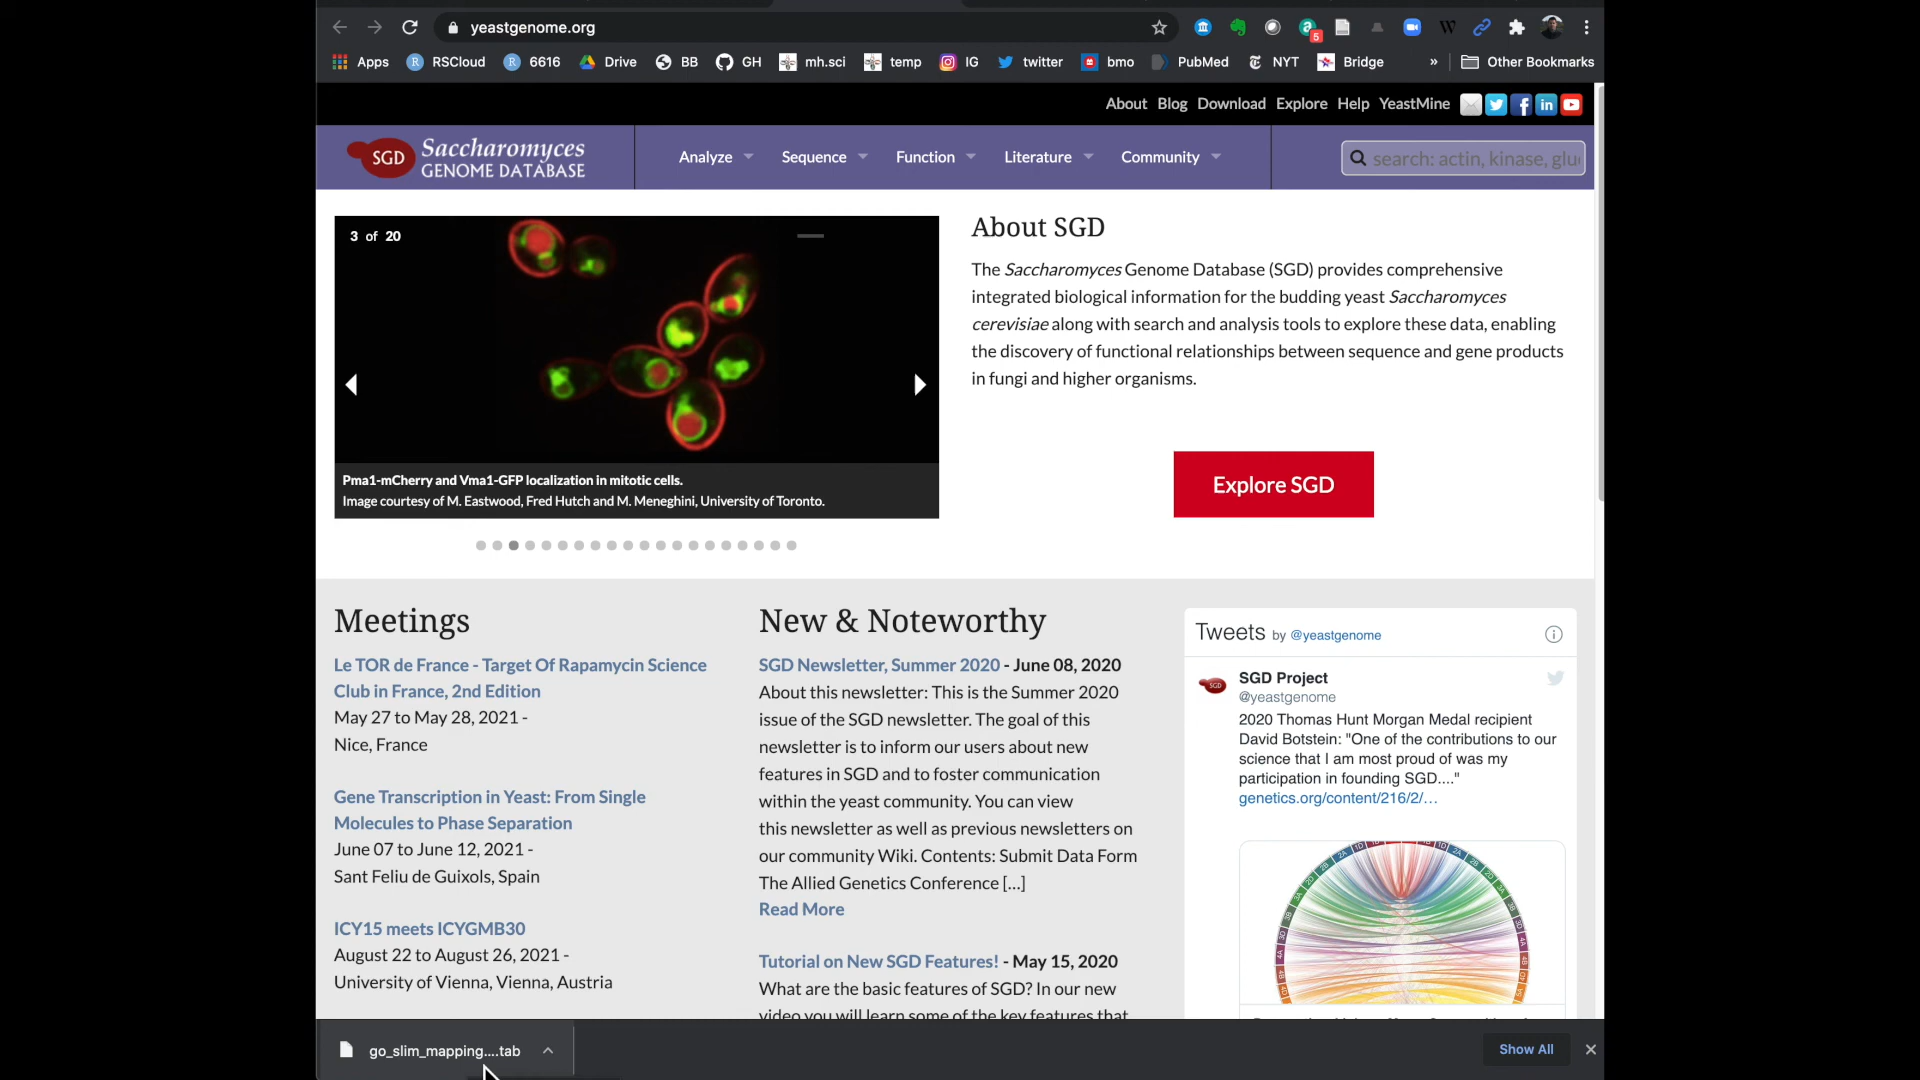 yeastgenome.org
5
Apps RSCloud 6616 Drive BB GH mh.sci temp IG twitter bmo PubMed NYT Bridge » Other Bookmarks
About Blog Download Explore Help YeastMine
SGD Saccharomyces
GENOME DATABASE
Analyze Sequence Function Literature Community
search: actin, kinase, glu
3 of 20
Pma1-mCherry and Vma1-GFP localization in mitotic cells.
Image courtesy of M. Eastwood, Fred Hutch and M. Meneghini, University of Toronto.
About SGD
The Saccharomyces Genome Database (SGD) provides comprehensive
integrated biological information for the budding yeast Saccharomyces
cerevisiae along with search and analysis tools to explore these data, enabling
the discovery of functional relationships between sequence and gene products
in fungi and higher organisms.
Explore SGD
Meetings
Le TOR de France - Target Of Rapamycin Science
Club in France, 2nd Edition
May 27 to May 28, 2021 -
Nice, France
Gene Transcription in Yeast: From Single
Molecules to Phase Separation
June 07 to June 12, 2021 -
Sant Feliu de Guixols, Spain
ICY15 meets ICYGMB30
August 22 to August 26, 2021 -
University of Vienna, Vienna, Austria
New & Noteworthy
SGD Newsletter, Summer 2020 - June 08, 2020
About this newsletter: This is the Summer 2020
issue of the SGD newsletter. The goal of this
newsletter is to inform our users about new
features in SGD and to foster communication
within the yeast community. You can view
this newsletter as well as previous newsletters on
our community Wiki. Contents: Submit Data Form
The Allied Genetics Conference [...]
Read More
Tutorial on New SGD Features! - May 15, 2020
What are the basic features of SGD? In our new
video you will learn some of the key features that
Tweets by @yeastgenome
SGD Project
@yeastgenome
2020 Thomas Hunt Morgan Medal recipient
David Botstein: "One of the contributions to our
science that I am most proud of was my
participation in founding SGD...."
genetics.org/content/216/2/…
go_slim_mapping....tab
Show All